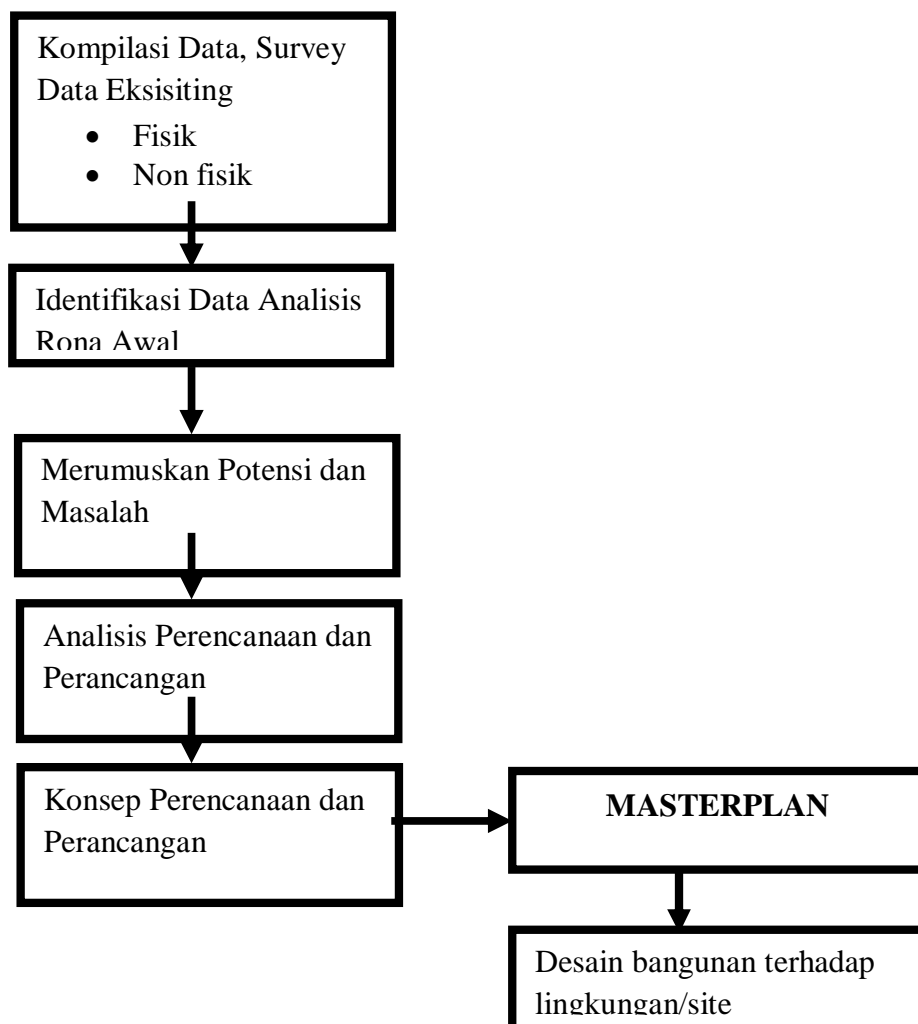 Kompilasi Data, Survey
Data Eksisiting
• Fisik
• Non fisik
Identifikasi Data Analisis
Rona Awal
Merumuskan Potensi dan
Masalah
Analisis Perencanaan dan
Perancangan
Konsep Perencanaan dan
Perancangan
MASTERPLAN
Desain bangunan terhadap
lingkungan/site